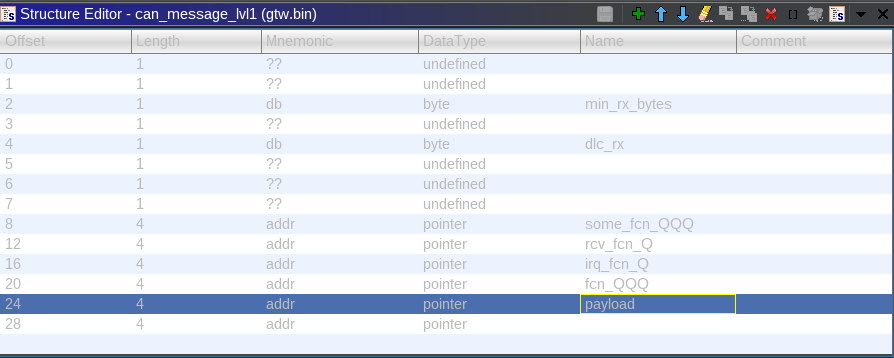 Structure Editor - can_message_lvl1 (gtw.bin)
Offset Length Mnemonic DataType Name Comment
0 1 ?? undefined
1 1 ?? undefined
2 1 db byte min_rx_bytes
3 1 ?? undefined
4 1 db byte dlc_rx
5 1 ?? undefined
6 1 ?? undefined
7 1 ?? undefined
8 4 addr pointer some_fcn_QQQ
12 4 addr pointer rcv_fcn_Q
16 4 addr pointer irq_fcn_Q
20 4 addr pointer fcn_QQQ
24 4 addr pointer payload
28 4 addr pointer